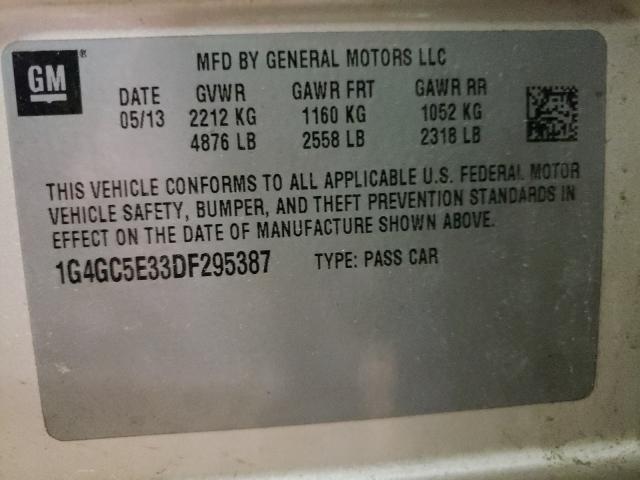 GM ®
MFD BY GENERAL MOTORS LLC
DATE GVWR GAWR FRT GAWR RR
05/13 2212 KG 1160 KG 1052 KG
4876 LB 2558 LB 2318 LB
THIS VEHICLE CONFORMS TO ALL APPLICABLE U.S. FEDERAL MOTOR
VEHICLE SAFETY, BUMPER, AND THEFT PREVENTION STANDARDS IN
EFFECT ON THE DATE OF MANUFACTURE SHOWN ABOVE.
1G4GC5E33DF295387 TYPE: PASS CAR